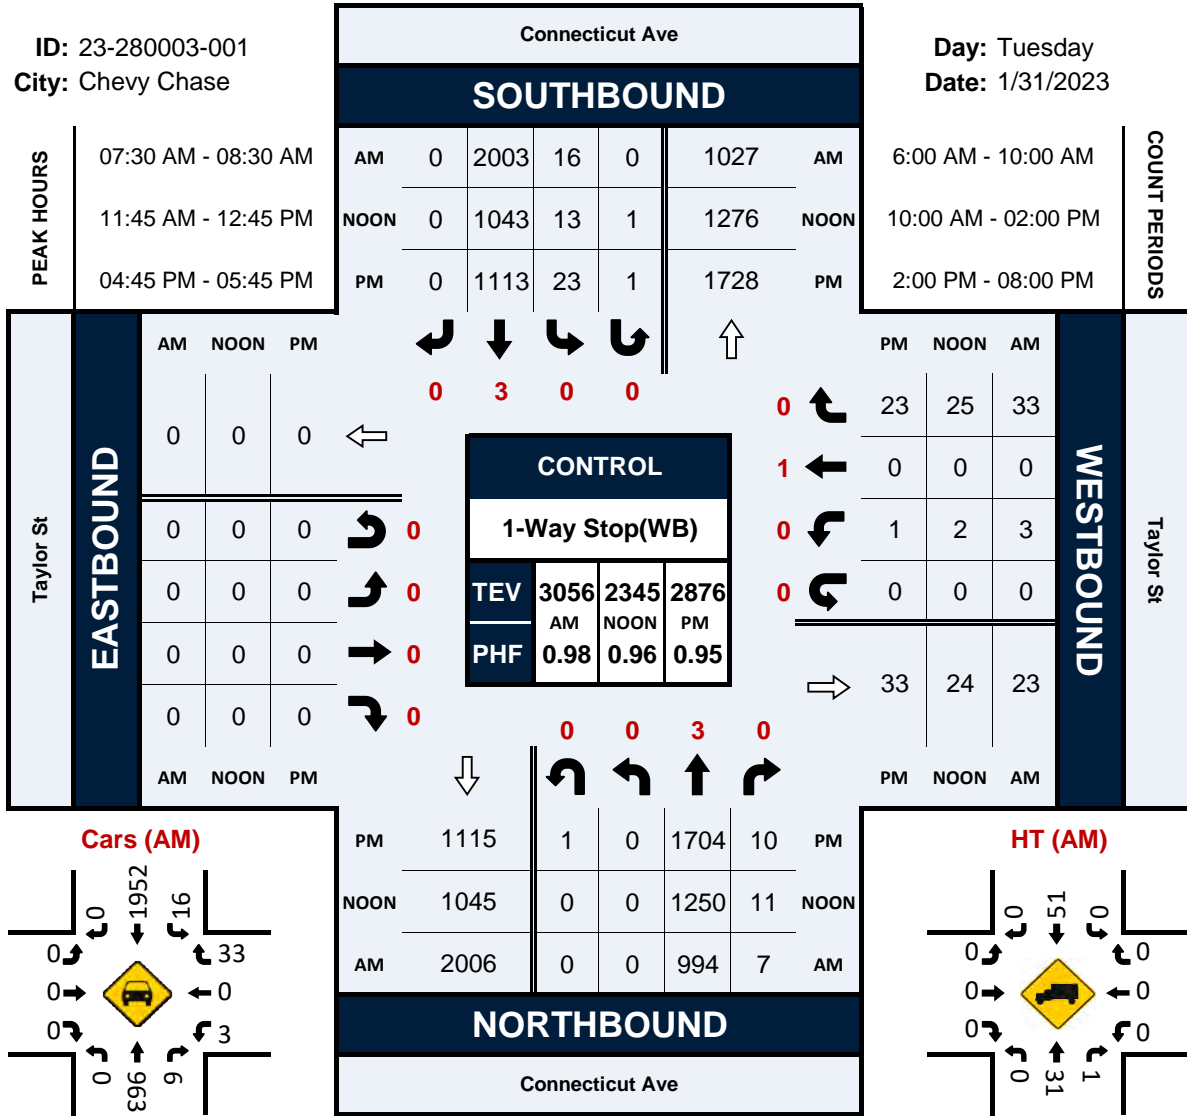 Connecticut Ave
ID: 23-280003-001
Day: Tuesday
City: Chevy Chase
Date: 1/31/2023
SOUTHBOUND
PEAK HOURS
07:30 AM - 08:30 AM
AM 0 2003 16 0 1027 AM
6:00 AM - 10:00 AM
COUNT PERIODS
11:45 AM - 12:45 PM
NOON 0 1043 13 1 1276 NOON
10:00 AM - 02:00 PM
04:45 PM - 05:45 PM
PM 0 1113 23 1 1728 PM
2:00 PM - 08:00 PM
0 3 0 0
Taylor St
EASTBOUND
AM NOON PM
0 0 0
0 0 0 0
0 0 0 0
0 0 0 0
0 0 0 0
AM NOON PM
CONTROL
1-Way Stop(WB)
TEV 3056 2345 2876
AM NOON PM
PHF 0.98 0.96 0.95
PM NOON AM
0 23 25 33
1 0 0 0
0 1 2 3
0 0 0 0
33 24 23
PM NOON AM
WESTBOUND
Taylor St
0 0 3 0
PM 1115 1 0 1704 10 PM
NOON 1045 0 0 1250 11 NOON
AM 2006 0 0 994 7 AM
NORTHBOUND
Connecticut Ave
Cars (AM)
0 1952 16
0 33
0 0
0 3
0 963 6
HT (AM)
0 51 0
0 0
0 0
0 0
0 31 1